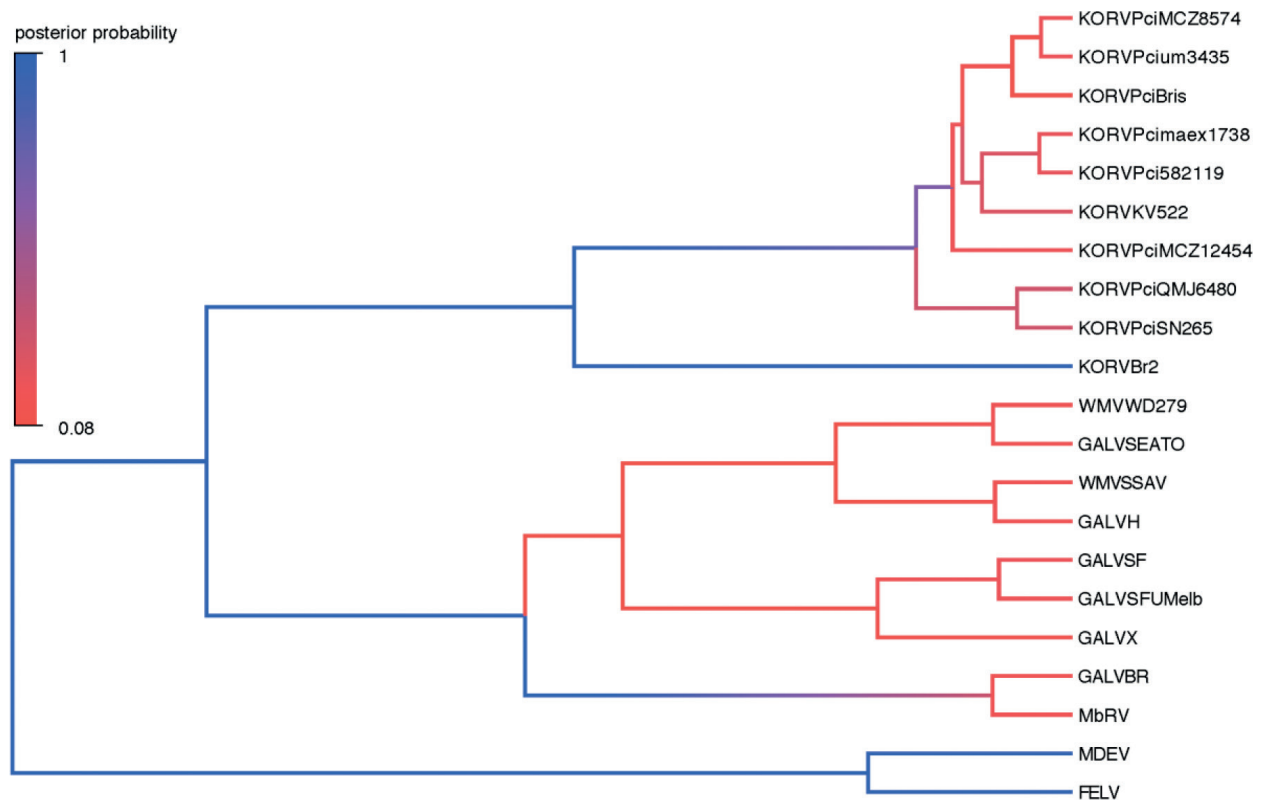 posterior probability
1
0.08
KORVPciMCZ8574
KORVPcium3435
KORVPciBris
KORVPcimaex1738
KORVPci582119
KORVKV522
KORVPciMCZ12454
KORVPciQMJ6480
KORVPciSN265
KORVBr2
WMVWD279
GALVSEATO
WMVSSAV
GALVH
GALVSF
GALVSFUMelb
GALVX
GALVBR
MbRV
MDEV
FELV